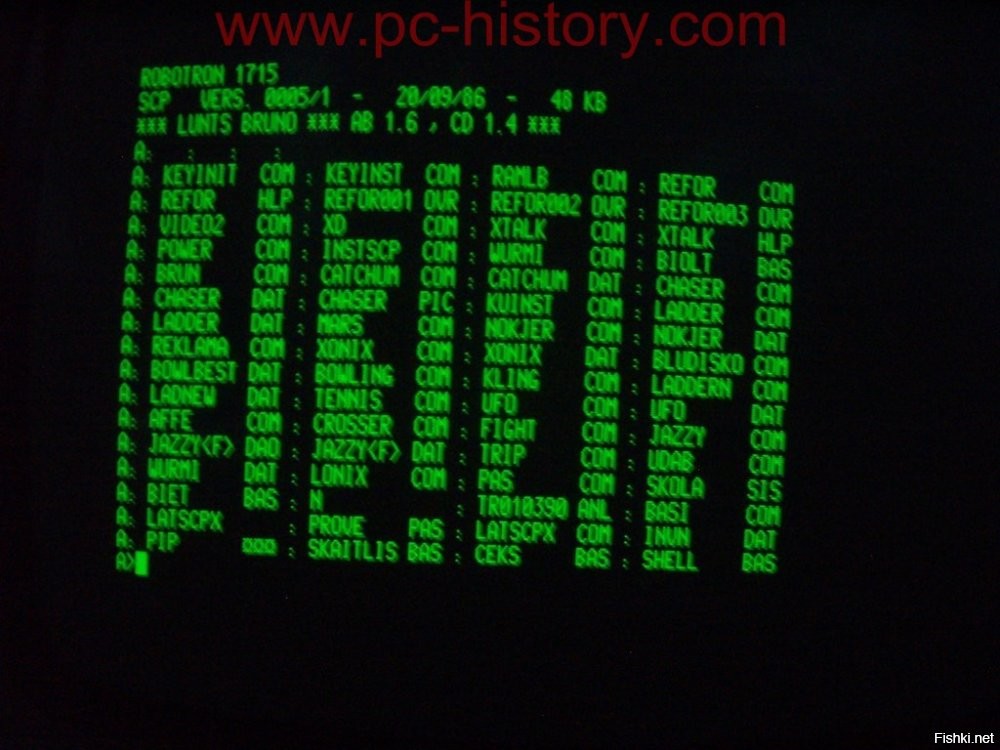 www.pc-history.com
ROBOTRON 1715
SCP VERS. 0005/1 - 20/09/86 - 48 KB
*** LUNTS BRUNO *** AB 1.6 , CD 1.4 ***
A: : : :
A: KEYINIT COM : KEYINST COM : RAMLB COM : REFOR COM
A: REFOR HLP : REFOR001 OVR : REFOR002 OVR : REFOR003 OVR
A: VIDEO2 COM : XD COM : XTALK COM : XTALK HLP
A: POWER COM : INSTSCP COM : WURMI COM : BIOLT BAS
A: BRUN COM : CATCHUM COM : CATCHUM DAT : CHASER COM
A: CHASER DAT : CHASER PIC : KUINST COM : LADDER COM
A: LADDER DAT : MARS COM : NOKJER COM : NOKJER DAT
A: REKLAMA COM : XONIX COM : XONIX DAT : BLUDISKO COM
A: BOWLBEST DAT : BOWLING COM : KLING COM : LADDERN COM
A: LADNEW DAT : TENNIS COM : UFO COM : UFO DAT
A: AFFE COM : CROSSER COM : FIGHT COM : JAZZY COM
A: JAZZY<F> DAO : JAZZY<F> DAT : TRIP COM : UDAB COM
A: WURMI DAT : LONIX COM : PAS COM : SKOLA SIS
A: BIET BAS : N : TR010390 ANL : BASI COM
A: LATSCPX : PROVE PAS : LATSCPX COM : INVN DAT
A: PIP ¤¤¤ : SKAITLIS BAS : CEKS BAS : SHELL BAS
A>
Fishki.net